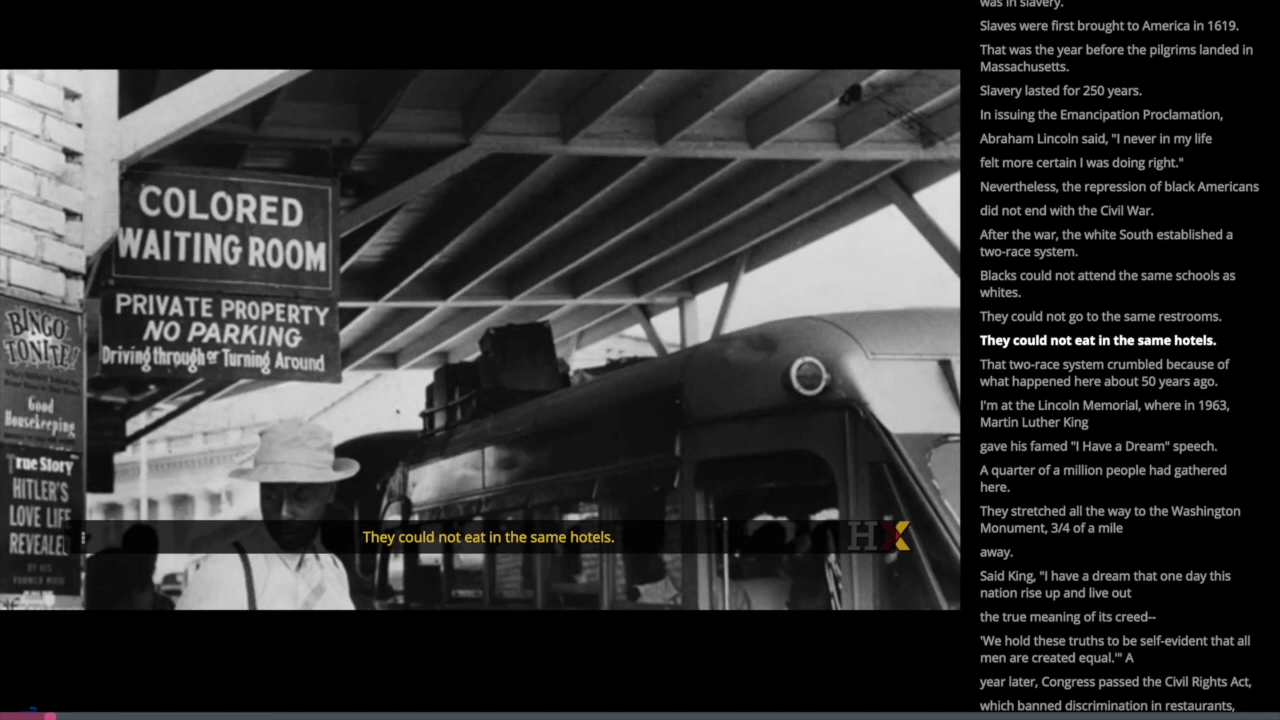 COLORED
WAITING ROOM
PRIVATE PROPERTY
NO PARKING
Driving through or Turning Around
BINGO
TONITE!
Good
Housekeeping
True Story
HITLER'S
LOVE LIFE
REVEALED
They could not eat in the same hotels.
HX
was in slavery.
Slaves were first brought to America in 1619.
That was the year before the pilgrims landed in
Massachusetts.
Slavery lasted for 250 years.
In issuing the Emancipation Proclamation,
Abraham Lincoln said, "I never in my life
felt more certain I was doing right."
Nevertheless, the repression of black Americans
did not end with the Civil War.
After the war, the white South established a
two-race system.
Blacks could not attend the same schools as
whites.
They could not go to the same restrooms.
They could not eat in the same hotels.
That two-race system crumbled because of
what happened here about 50 years ago.
I'm at the Lincoln Memorial, where in 1963,
Martin Luther King
gave his famed "I Have a Dream" speech.
A quarter of a million people had gathered
here.
They stretched all the way to the Washington
Monument, 3/4 of a mile
away.
Said King, "I have a dream that one day this
nation rise up and live out
the true meaning of its creed--
'We hold these truths to be self-evident that all
men are created equal.'" A
year later, Congress passed the Civil Rights Act,
which banned discrimination in restaurants,